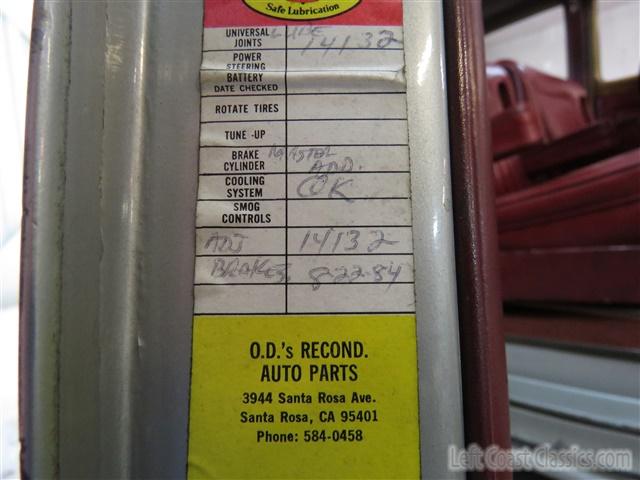 Safe Lubrication
UNIVERSAL JOINTS LUBE 14132
POWER STEERING
BATTERY DATE CHECKED
ROTATE TIRES
TUNE-UP
BRAKE CYLINDER MASTER ADD.
COOLING SYSTEM OK
SMOG CONTROLS
ADJ 14132
BRAKES, 8-22-84
O.D.'s RECOND.
AUTO PARTS
3944 Santa Rosa Ave.
Santa Rosa, CA 95401
Phone: 584-0458
Left Coast Classics.com